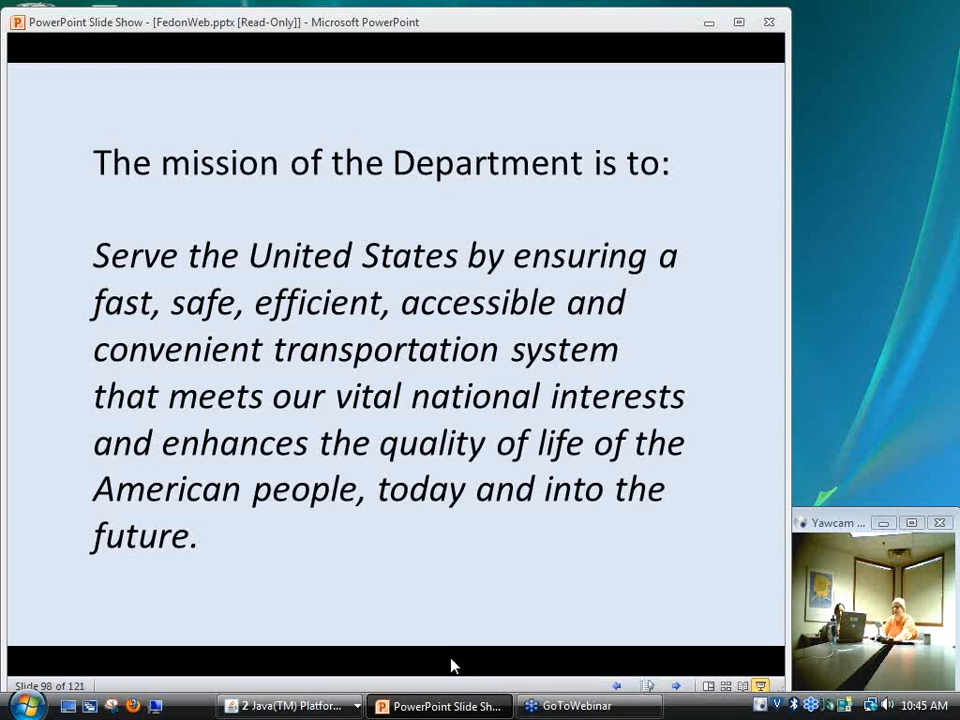 PowerPoint Slide Show - [FedonWeb.pptx [Read-Only]] - Microsoft PowerPoint
The mission of the Department is to:
Serve the United States by ensuring a
fast, safe, efficient, accessible and
convenient transportation system
that meets our vital national interests
and enhances the quality of life of the
American people, today and into the
future.
Yawcam ...
Slide 98 of 121
2 Java(TM) Platfor...
PowerPoint Slide Sho...
GoToWebinar
10:45 AM